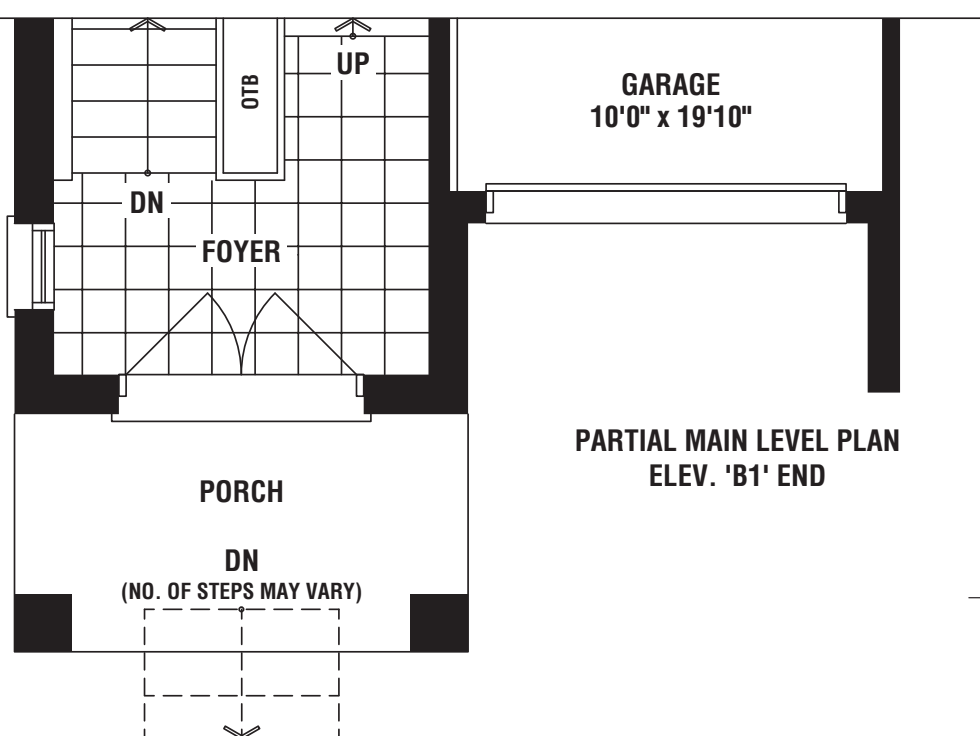 UP
OTB
GARAGE
10'0" x 19'10"
DN
FOYER
PARTIAL MAIN LEVEL PLAN
ELEV. 'B1' END
PORCH
DN
(NO. OF STEPS MAY VARY)